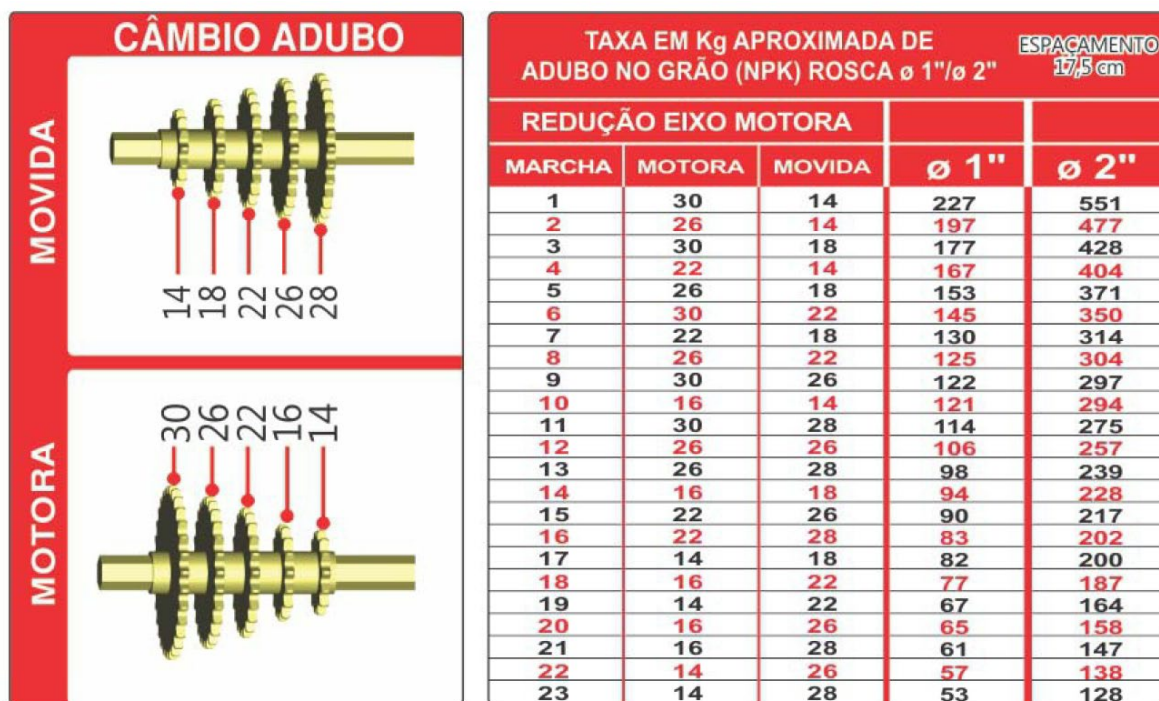 CÂMBIO ADUBO
MOVIDA
14 18 22 26 28
MOTORA
30 26 22 16 14
TAXA EM Kg APROXIMADA DE
ADUBO NO GRÃO (NPK) ROSCA ø 1"/ø 2"
ESPAÇAMENTO
17,5 cm
REDUÇÃO EIXO MOTORA
MARCHA MOTORA MOVIDA ø 1" ø 2"
1 30 14 227 551
2 26 14 197 477
3 30 18 177 428
4 22 14 167 404
5 26 18 153 371
6 30 22 145 350
7 22 18 130 314
8 26 22 125 304
9 30 26 122 297
10 16 14 121 294
11 30 28 114 275
12 26 26 106 257
13 26 28 98 239
14 16 18 94 228
15 22 26 90 217
16 22 28 83 202
17 14 18 82 200
18 16 22 77 187
19 14 22 67 164
20 16 26 65 158
21 16 28 61 147
22 14 26 57 138
23 14 28 53 128